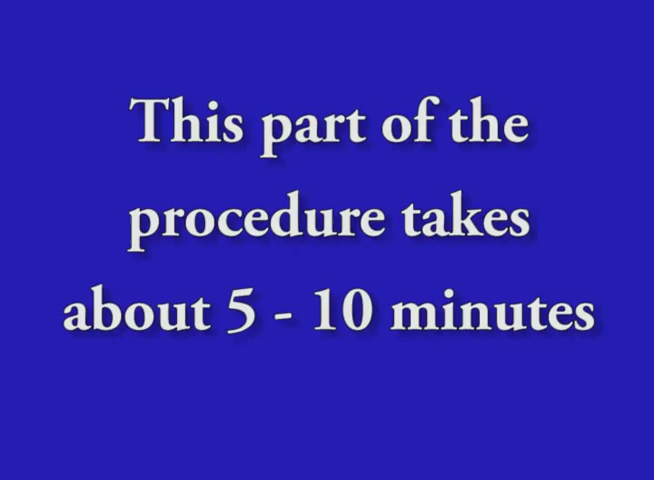 This part of the
procedure takes
about 5 - 10 minutes